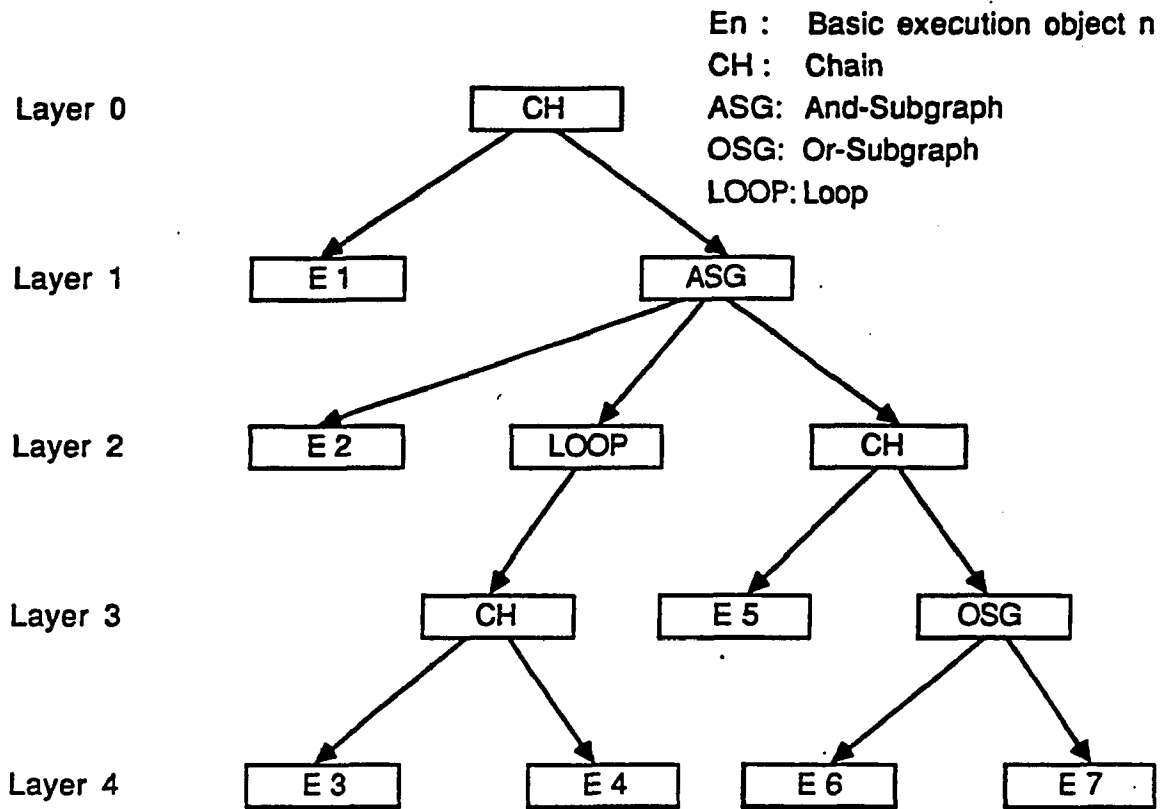 En : Basic execution object n
CH : Chain
Layer 0 CH ASG: And-Subgraph
OSG: Or-Subgraph
LOOP: Loop
Layer 1 E 1 ASG
Layer 2 E 2 LOOP CH
Layer 3 CH E 5 OSG
Layer 4 E 3 E 4 E 6 E 7